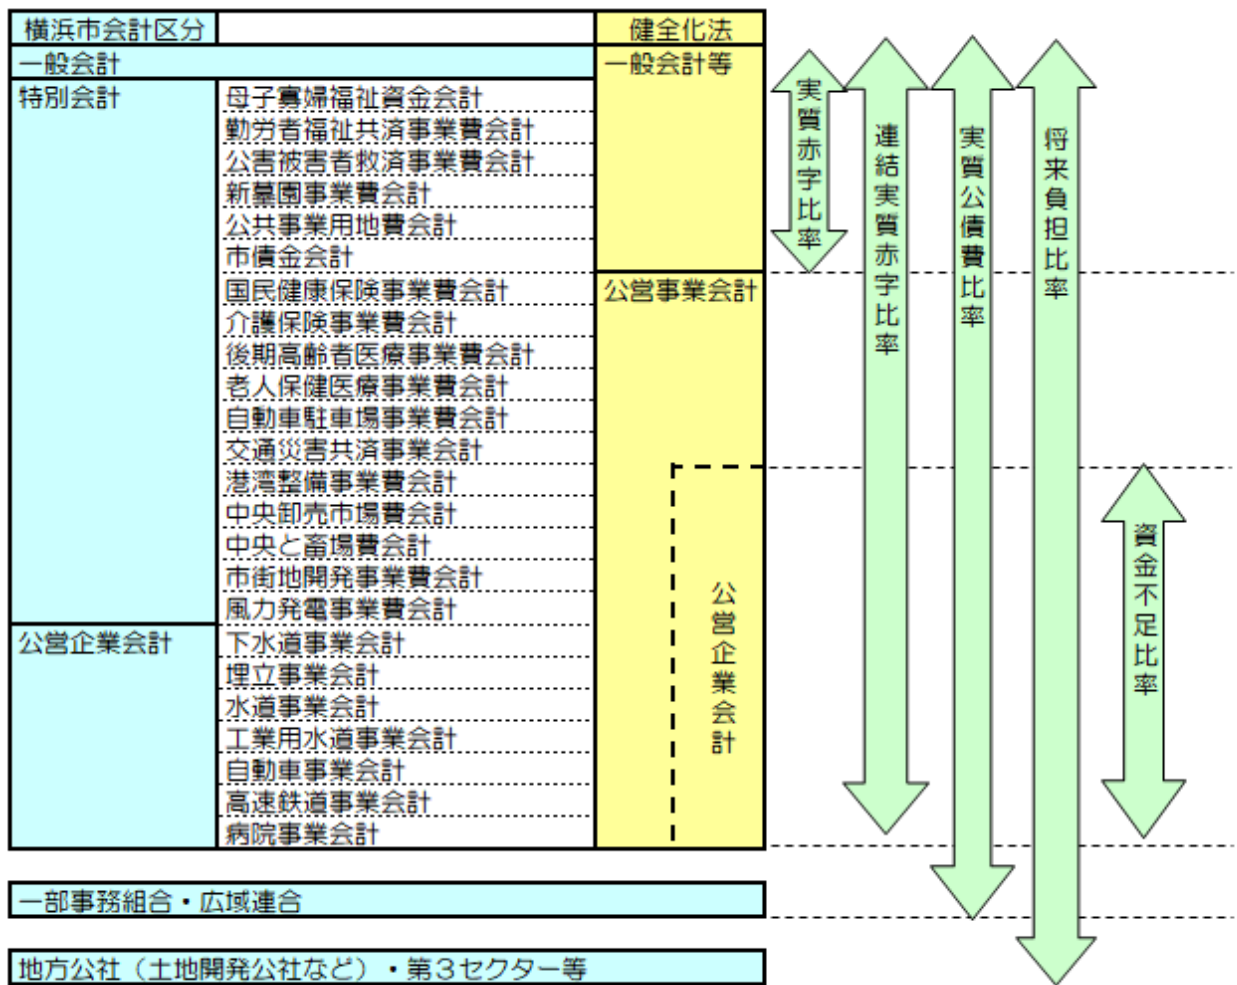 横浜市会計区分 健全化法
一般会計 一般会計等
特別会計 母子寡婦福祉資金会計
勤労者福祉共済事業費会計
公害被害者救済事業費会計
新墓園事業費会計
公共事業用地費会計
市債金会計
国民健康保険事業費会計 公営事業会計
介護保険事業費会計
後期高齢者医療事業費会計
老人保健医療事業費会計
自動車駐車場事業費会計
交通災害共済事業会計
港湾整備事業費会計
中央卸売市場費会計
中央と畜場費会計
市街地開発事業費会計
風力発電事業費会計
公営企業会計 下水道事業会計
埋立事業会計
水道事業会計
工業用水道事業会計
自動車事業会計
高速鉄道事業会計
病院事業会計
公営企業会計
実質赤字比率
連結実質赤字比率
実質公債費比率
将来負担比率
資金不足比率
一部事務組合・広域連合
地方公社（土地開発公社など）・第３セクター等